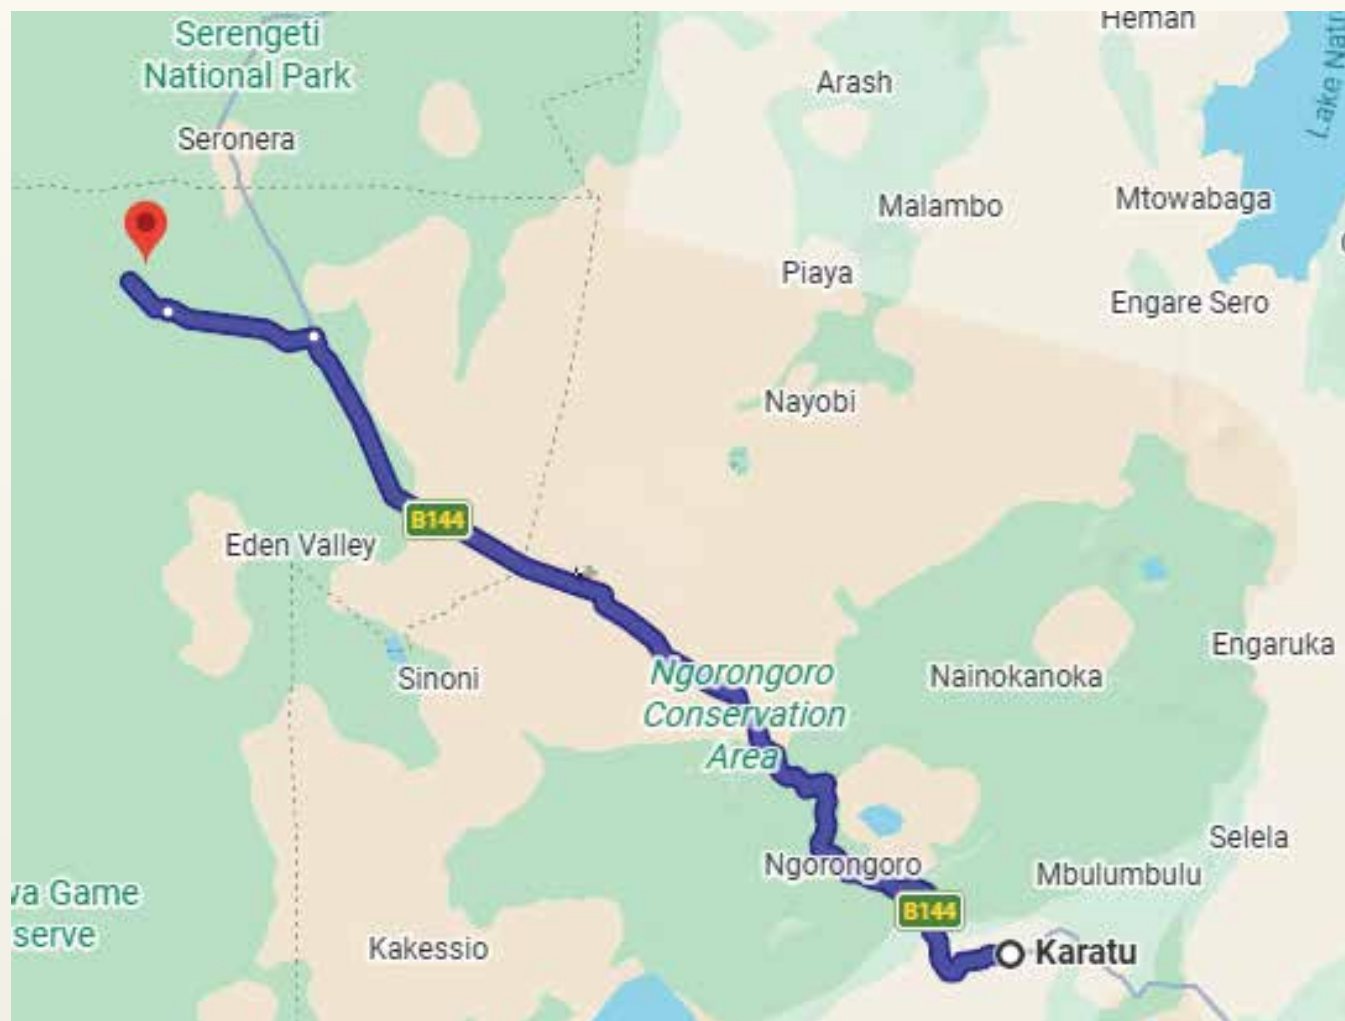 Heman
Serengeti
National Park
Arash
Seronera
Malambo
Mtowabaga
Piaya
Engare Sero
Nayobi
B144
Eden Valley
Engaruka
Ngorongoro
Conservation
Area
Sinoni
Nainokanoka
Selela
Ngorongoro
Mbulumbulu
va Game
serve
B144
Kakessio
Karatu
Lake Natr